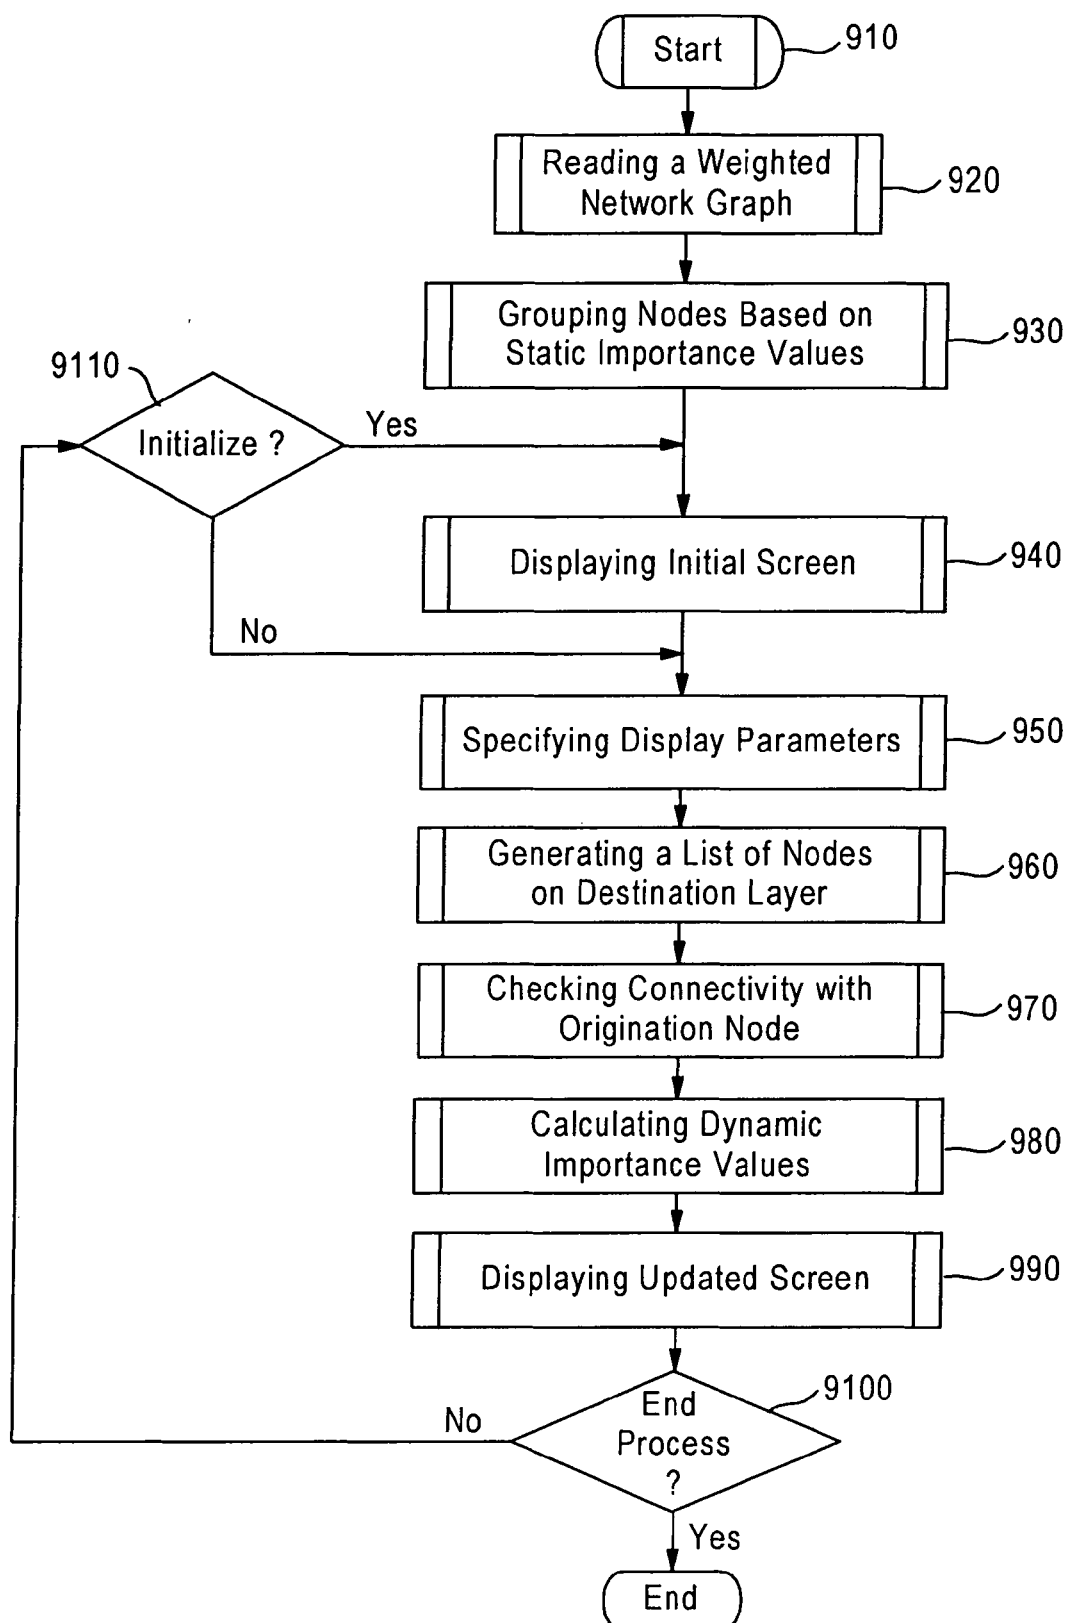 Start
910
Reading a Weighted
Network Graph
920
Grouping Nodes Based on
Static Importance Values
930
9110
Initialize ?
Yes
No
Displaying Initial Screen
940
Specifying Display Parameters
950
Generating a List of Nodes
on Destination Layer
960
Checking Connectivity with
Origination Node
970
Calculating Dynamic
Importance Values
980
Displaying Updated Screen
990
End
Process
?
9100
No
Yes
End